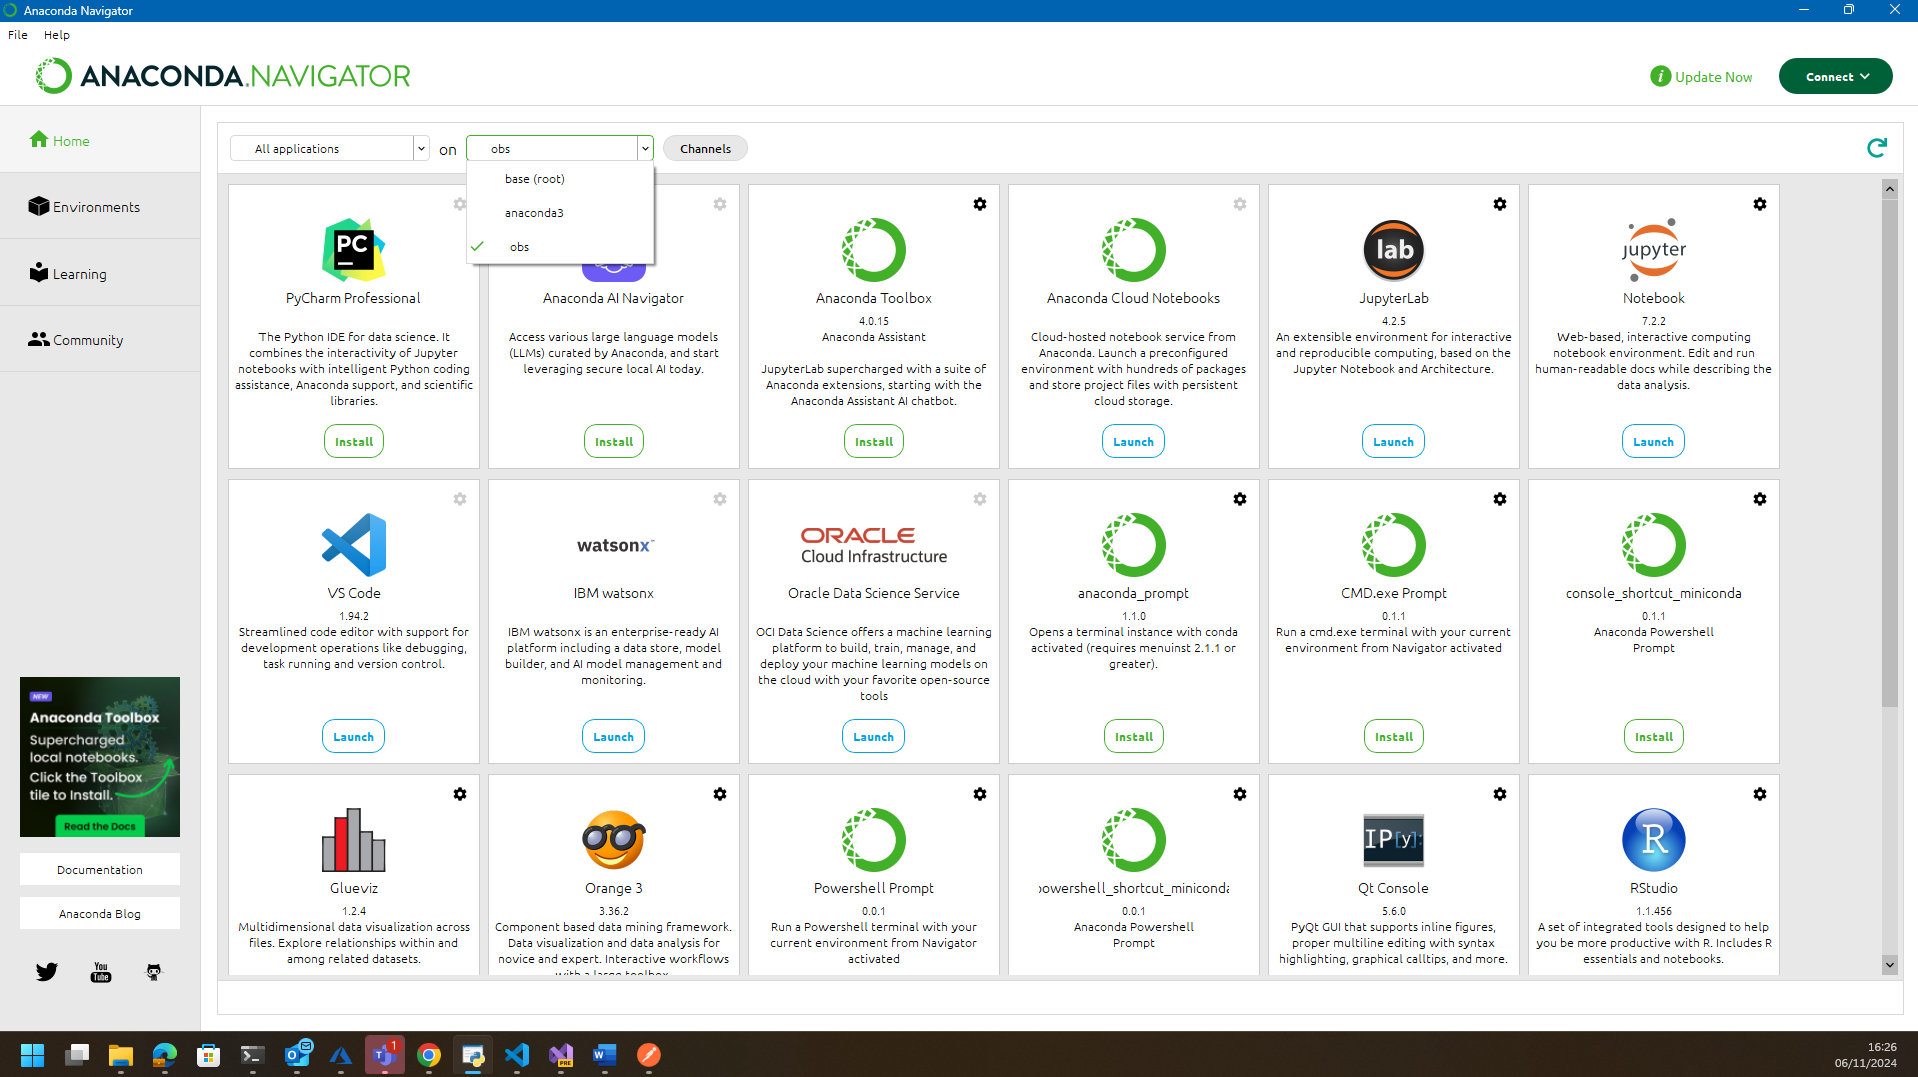 Anaconda Navigator
File Help
ANACONDA.NAVIGATOR
i Update Now
Connect
Home
Environments
Learning
Community
All applications
on
obs
Channels
base (root)
anaconda3
obs
PC
PyCharm Professional
The Python IDE for data science. It
combines the interactivity of Jupyter
notebooks with intelligent Python coding
assistance, Anaconda support, and scientific
libraries.
Install
Anaconda AI Navigator
Access various large language models
(LLMs) curated by Anaconda, and start
leveraging secure local AI today.
Install
Anaconda Toolbox
4.0.15
Anaconda Assistant
JupyterLab supercharged with a suite of
Anaconda extensions, starting with the
Anaconda Assistant AI chatbot.
Install
Anaconda Cloud Notebooks
Cloud-hosted notebook service from
Anaconda. Launch a preconfigured
environment with hundreds of packages
and store project files with persistent
cloud storage.
Launch
lab
JupyterLab
4.2.5
An extensible environment for interactive
and reproducible computing, based on the
Jupyter Notebook and Architecture.
Launch
jupyter
Notebook
7.2.2
Web-based, interactive computing
notebook environment. Edit and run
human-readable docs while describing the
data analysis.
Launch
VS Code
1.94.2
Streamlined code editor with support for
development operations like debugging,
task running and version control.
Launch
watsonx™
IBM watsonx
IBM watsonx is an enterprise-ready AI
platform including a data store, model
builder, and AI model management and
monitoring.
Launch
ORACLE
Cloud Infrastructure
Oracle Data Science Service
OCI Data Science offers a machine learning
platform to build, train, manage, and
deploy your machine learning models on
the cloud with your favorite open-source
tools
Launch
anaconda_prompt
1.1.0
Opens a terminal instance with conda
activated (requires menuinst 2.1.1 or
greater).
Install
CMD.exe Prompt
0.1.1
Run a cmd.exe terminal with your current
environment from Navigator activated
Install
console_shortcut_miniconda
0.1.1
Anaconda Powershell
Prompt
Install
Glueviz
1.2.4
Multidimensional data visualization across
files. Explore relationships within and
among related datasets.
Orange 3
3.36.2
Component based data mining framework.
Data visualization and data analysis for
novice and expert. Interactive workflows
with a large toolbox.
Powershell Prompt
0.0.1
Run a Powershell terminal with your
current environment from Navigator
activated
powershell_shortcut_miniconda
0.0.1
Anaconda Powershell
Prompt
IP[y]:
Qt Console
5.6.0
PyQt GUI that supports inline figures,
proper multiline editing with syntax
highlighting, graphical calltips, and more.
R
RStudio
1.1.456
A set of integrated tools designed to help
you be more productive with R. Includes R
essentials and notebooks.
NEW
Anaconda Toolbox
Supercharged
local notebooks.
Click the Toolbox
tile to Install.
Read the Docs
Documentation
Anaconda Blog
You
Tube
1
PRE
16:26
06/11/2024